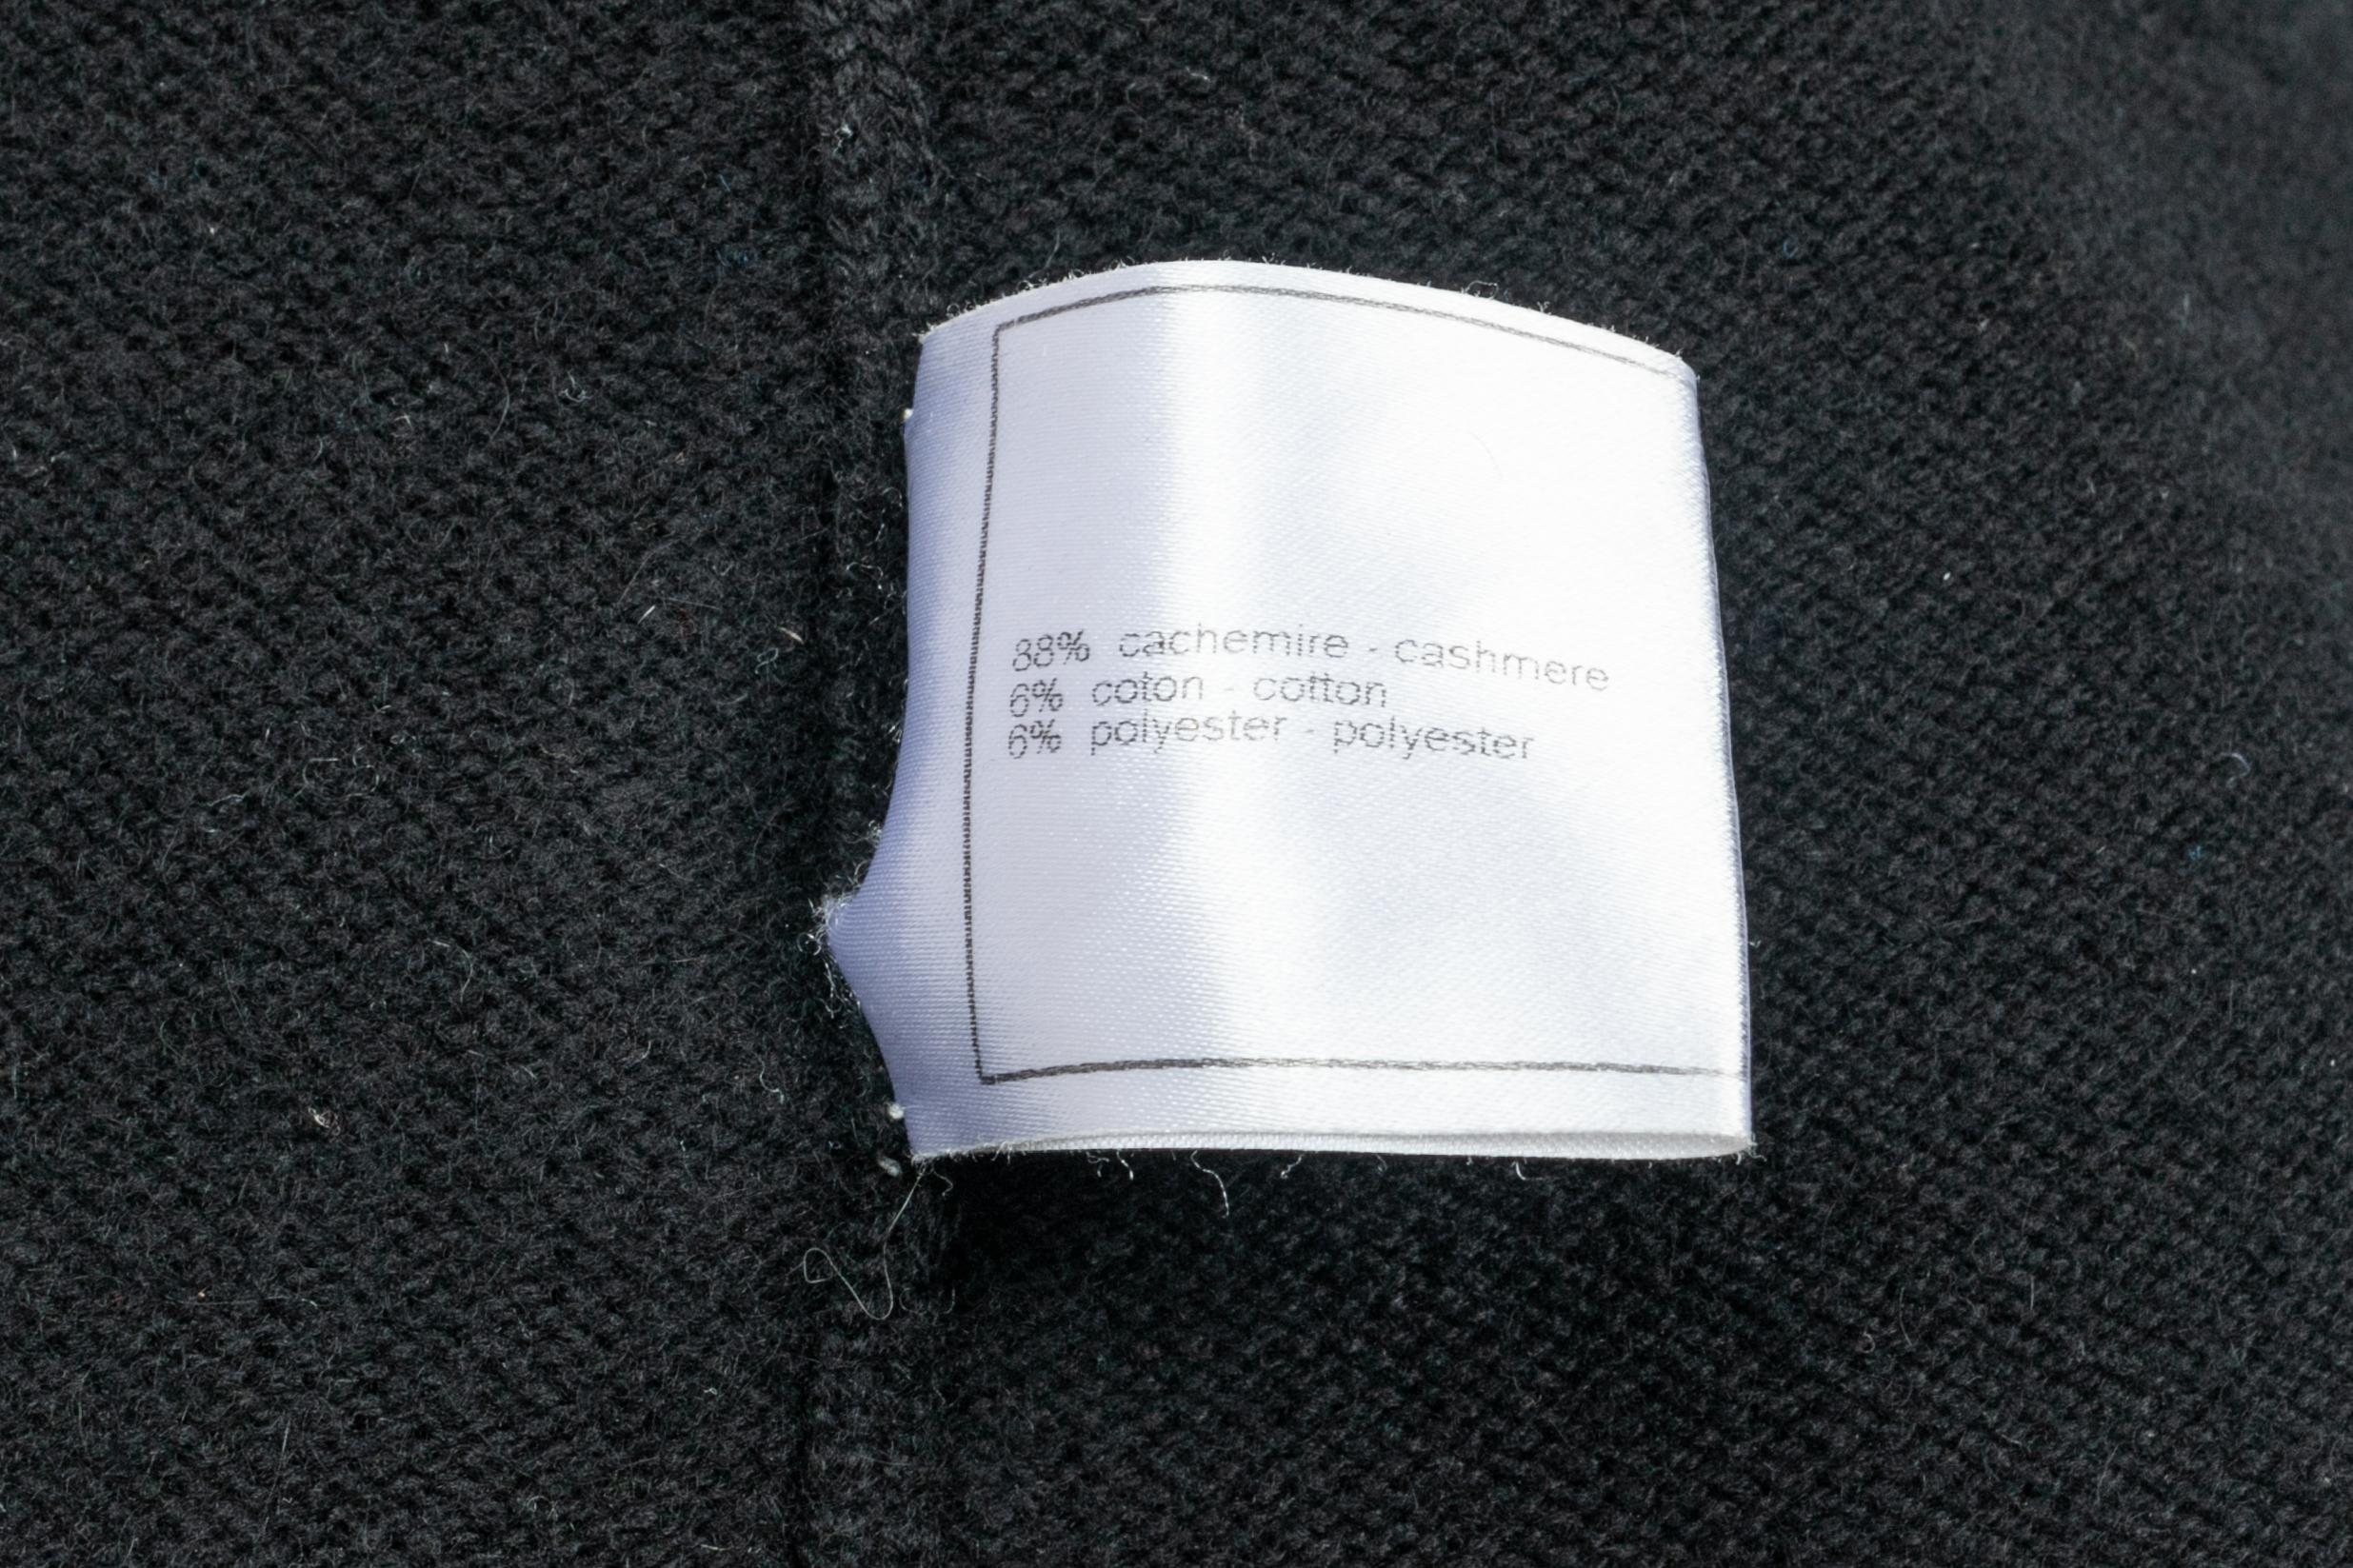 88% cachemire - cashmere
6% coton - cotton
6% polyester - polyester